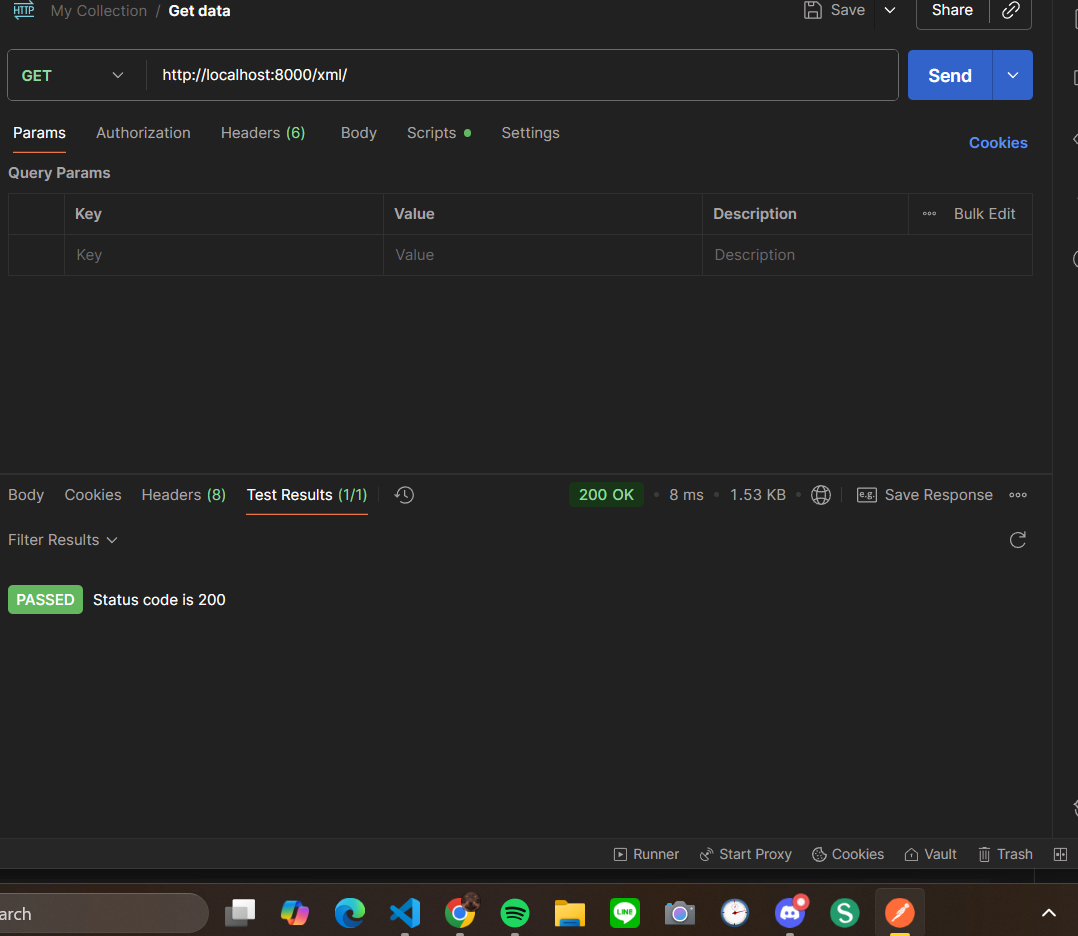 HTTP My Collection / Get data Save Share
GET http://localhost:8000/xml/ Send
Params Authorization Headers (6) Body Scripts Settings Cookies
Query Params
Key Value Description Bulk Edit
Key Value Description
Body Cookies Headers (8) Test Results (1/1) 200 OK • 8 ms • 1.53 KB • e.g. Save Response
Filter Results
PASSED Status code is 200
Runner Start Proxy Cookies Vault Trash
arch LINE S